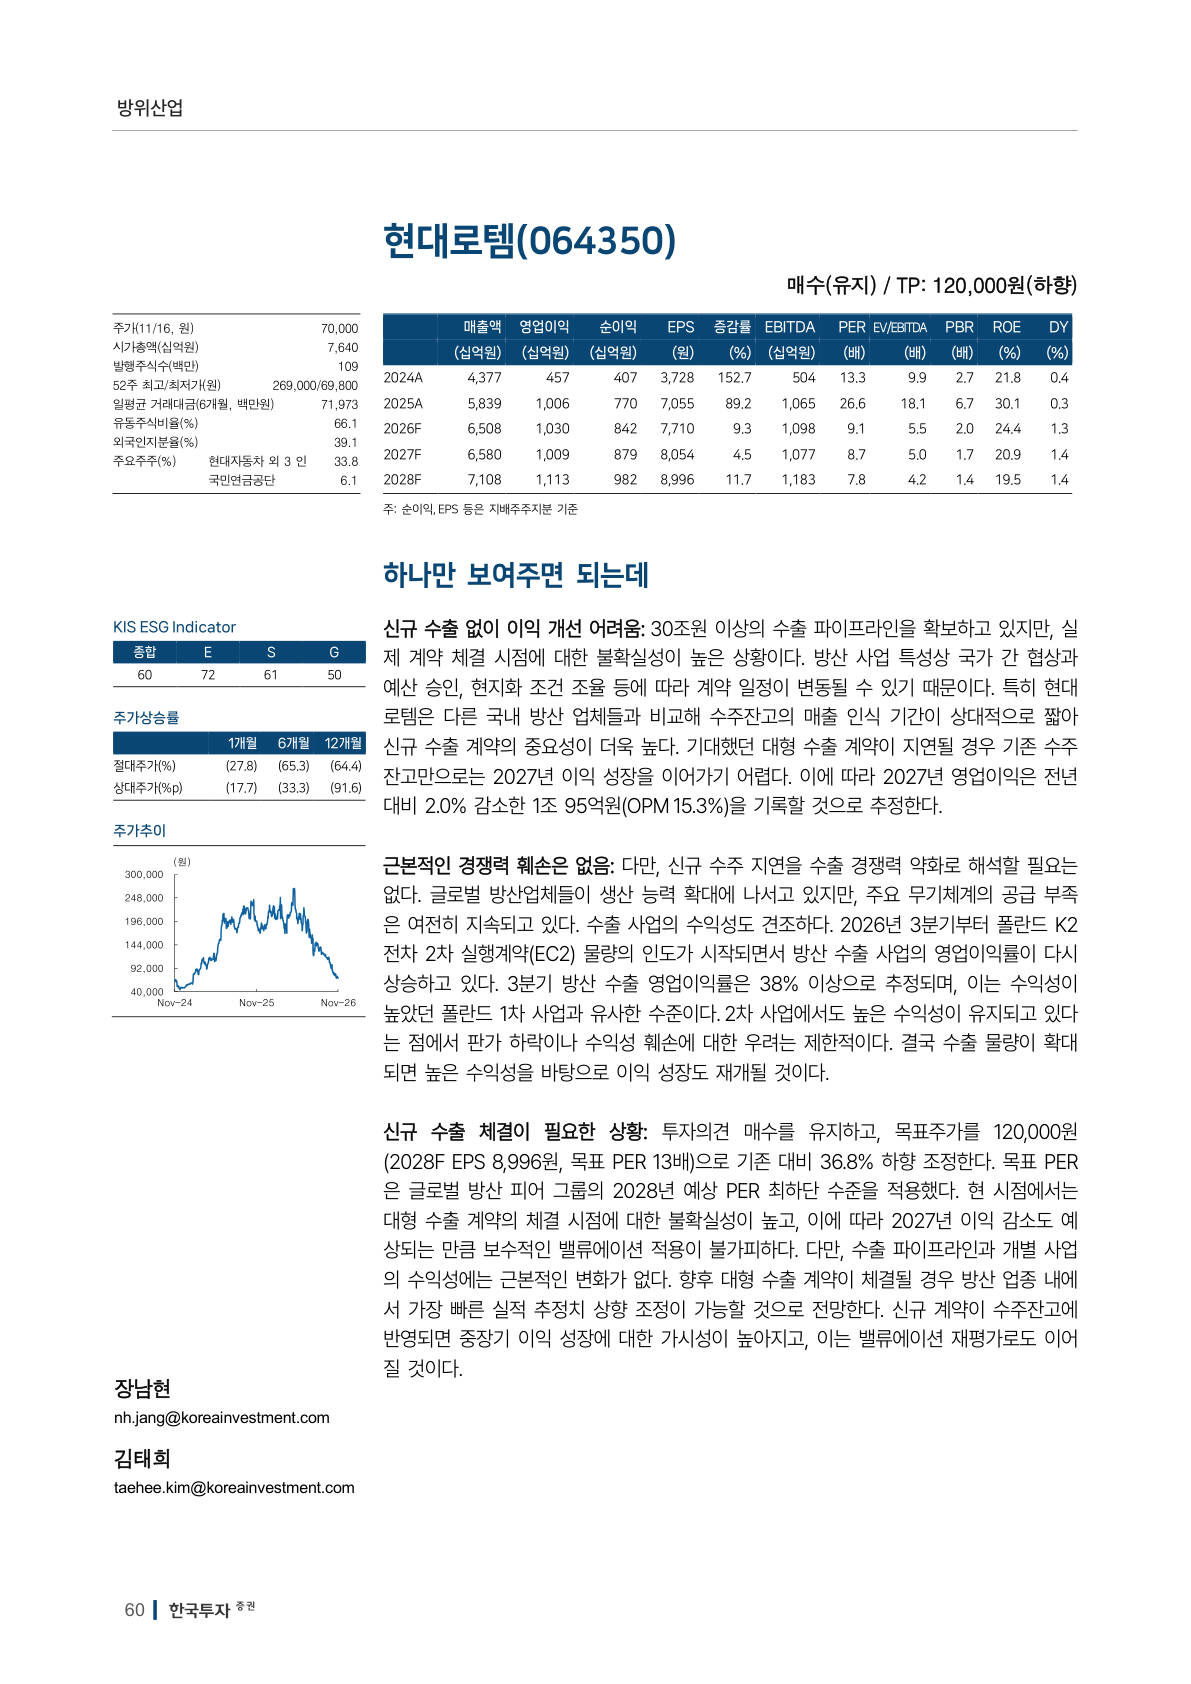 방위산업
현대로템(064350)
매수(유지) / TP: 120,000원(하향)
주가(11/16, 원) 70,000
시가총액(십억원) 7,640
발행주식수(백만) 109
52주 최고/최저가(원) 269,000/69,800
일평균 거래대금(6개월, 백만원) 71,973
유동주식비율(%) 66.1
외국인지분율(%) 39.1
주요주주(%) 현대자동차 외 3 인 33.8
국민연금공단 6.1
매출액 영업이익 순이익 EPS 증감률 EBITDA PER EV/EBITDA PBR ROE DY
(십억원) (십억원) (십억원) (원) (%) (십억원) (배) (배) (배) (%) (%)
2024A 4,377 457 407 3,728 152.7 504 13.3 9.9 2.7 21.8 0.4
2025A 5,839 1,006 770 7,055 89.2 1,065 26.6 18.1 6.7 30.1 0.3
2026F 6,508 1,030 842 7,710 9.3 1,098 9.1 5.5 2.0 24.4 1.3
2027F 6,580 1,009 879 8,054 4.5 1,077 8.7 5.0 1.7 20.9 1.4
2028F 7,108 1,113 982 8,996 11.7 1,183 7.8 4.2 1.4 19.5 1.4
주: 순이익, EPS 등은 지배주주지분 기준
하나만 보여주면 되는데
KIS ESG Indicator
종합 E S G
60 72 61 50
주가상승률
1개월 6개월 12개월
절대주가(%) (27.8) (65.3) (64.4)
상대주가(%p) (17.7) (33.3) (91.6)
주가추이
(원)
300,000
248,000
196,000
144,000
92,000
40,000
Nov-24 Nov-25 Nov-26
신규 수출 없이 이익 개선 어려움: 30조원 이상의 수출 파이프라인을 확보하고 있지만, 실
제 계약 체결 시점에 대한 불확실성이 높은 상황이다. 방산 사업 특성상 국가 간 협상과
예산 승인, 현지화 조건 조율 등에 따라 계약 일정이 변동될 수 있기 때문이다. 특히 현대
로템은 다른 국내 방산 업체들과 비교해 수주잔고의 매출 인식 기간이 상대적으로 짧아
신규 수출 계약의 중요성이 더욱 높다. 기대했던 대형 수출 계약이 지연될 경우 기존 수주
잔고만으로는 2027년 이익 성장을 이어가기 어렵다. 이에 따라 2027년 영업이익은 전년
대비 2.0% 감소한 1조 95억원(OPM 15.3%)을 기록할 것으로 추정한다.
근본적인 경쟁력 훼손은 없음: 다만, 신규 수주 지연을 수출 경쟁력 약화로 해석할 필요는
없다. 글로벌 방산업체들이 생산 능력 확대에 나서고 있지만, 주요 무기체계의 공급 부족
은 여전히 지속되고 있다. 수출 사업의 수익성도 견조하다. 2026년 3분기부터 폴란드 K2
전차 2차 실행계약(EC2) 물량의 인도가 시작되면서 방산 수출 사업의 영업이익률이 다시
상승하고 있다. 3분기 방산 수출 영업이익률은 38% 이상으로 추정되며, 이는 수익성이
높았던 폴란드 1차 사업과 유사한 수준이다. 2차 사업에서도 높은 수익성이 유지되고 있다
는 점에서 판가 하락이나 수익성 훼손에 대한 우려는 제한적이다. 결국 수출 물량이 확대
되면 높은 수익성을 바탕으로 이익 성장도 재개될 것이다.
신규 수출 체결이 필요한 상황: 투자의견 매수를 유지하고, 목표주가를 120,000원
(2028F EPS 8,996원, 목표 PER 13배)으로 기존 대비 36.8% 하향 조정한다. 목표 PER
은 글로벌 방산 피어 그룹의 2028년 예상 PER 최하단 수준을 적용했다. 현 시점에서는
대형 수출 계약의 체결 시점에 대한 불확실성이 높고, 이에 따라 2027년 이익 감소도 예
상되는 만큼 보수적인 밸류에이션 적용이 불가피하다. 다만, 수출 파이프라인과 개별 사업
의 수익성에는 근본적인 변화가 없다. 향후 대형 수출 계약이 체결될 경우 방산 업종 내에
서 가장 빠른 실적 추정치 상향 조정이 가능할 것으로 전망한다. 신규 계약이 수주잔고에
반영되면 중장기 이익 성장에 대한 가시성이 높아지고, 이는 밸류에이션 재평가로도 이어
질 것이다.
장남현
nh.jang@koreainvestment.com
김태희
taehee.kim@koreainvestment.com
60 한국투자 증권